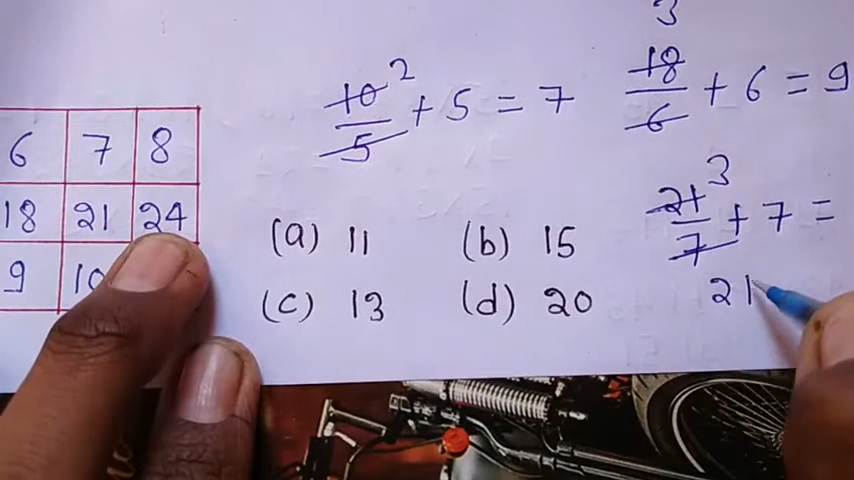 3
10 2 / 5 + 5 = 7
18 / 6 + 6 = 9
6 7 8
21 3 / 7 + 7 =
18 21 24
(a) 11 (b) 15
9 10
(c) 13 (d) 20
21